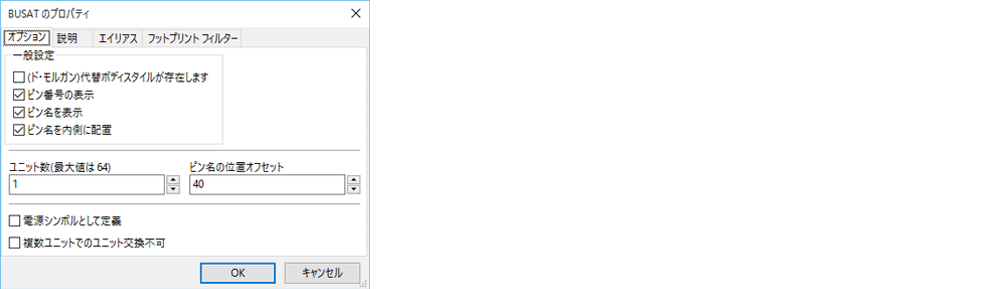 BUSAT のプロパティ
オプション 説明 エイリアス フットプリント フィルター
一般設定
(ド・モルガン)代替ボディスタイルが存在します
ピン番号の表示
ピン名を表示
ピン名を内側に配置
ユニット数(最大値は 64) ピン名の位置オフセット
1 40
電源シンボルとして定義
複数ユニットでのユニット交換不可
OK キャンセル